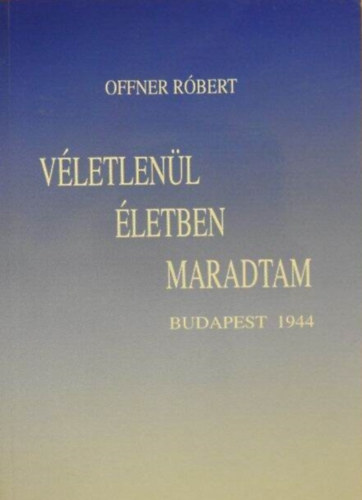 OFFNER RÓBERT
VÉLETLENÜL
ÉLETBEN
MARADTAM
BUDAPEST 1944